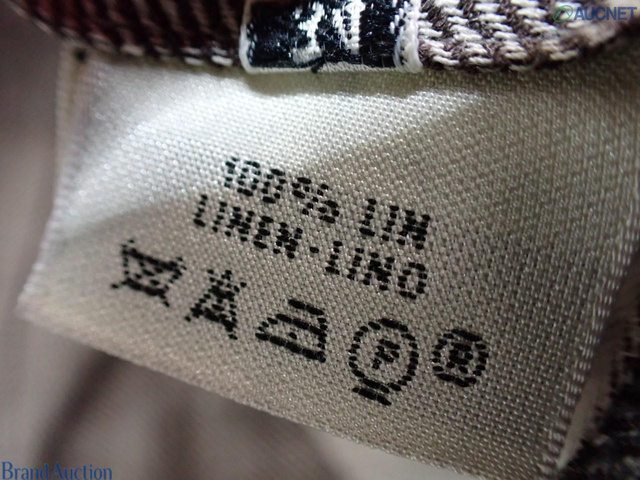 AUCNET
100% LIN
LINEN-LINO
P
Brand Auction